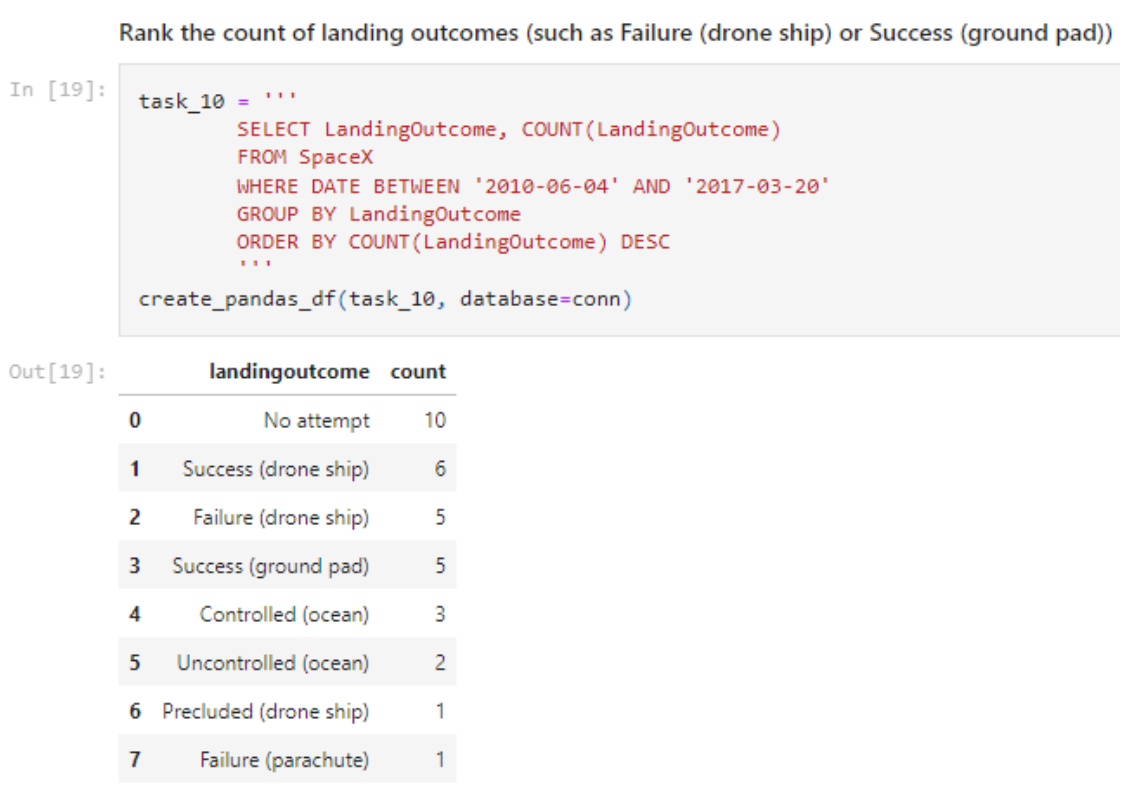 Rank the count of landing outcomes (such as Failure (drone ship) or Success (ground pad))
In [19]:
task_10 = '''
SELECT LandingOutcome, COUNT(LandingOutcome)
FROM SpaceX
WHERE DATE BETWEEN '2010-06-04' AND '2017-03-20'
GROUP BY LandingOutcome
ORDER BY COUNT(LandingOutcome) DESC
'''
create_pandas_df(task_10, database=conn)
Out[19]:
landingoutcome count
0 No attempt 10
1 Success (drone ship) 6
2 Failure (drone ship) 5
3 Success (ground pad) 5
4 Controlled (ocean) 3
5 Uncontrolled (ocean) 2
6 Precluded (drone ship) 1
7 Failure (parachute) 1